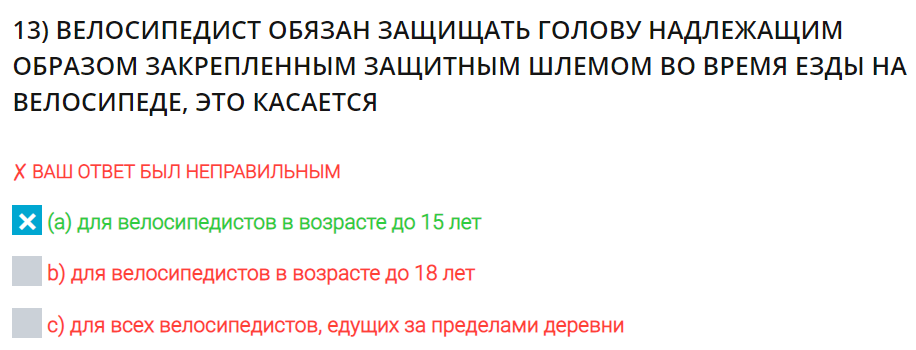 13) ВЕЛОСИПЕДИСТ ОБЯЗАН ЗАЩИЩАТЬ ГОЛОВУ НАДЛЕЖАЩИМ
ОБРАЗОМ ЗАКРЕПЛЕННЫМ ЗАЩИТНЫМ ШЛЕМОМ ВО ВРЕМЯ ЕЗДЫ НА
ВЕЛОСИПЕДЕ, ЭТО КАСАЕТСЯ
✗ ВАШ ОТВЕТ БЫЛ НЕПРАВИЛЬНЫМ
(a) для велосипедистов в возрасте до 15 лет
b) для велосипедистов в возрасте до 18 лет
c) для всех велосипедистов, едущих за пределами деревни